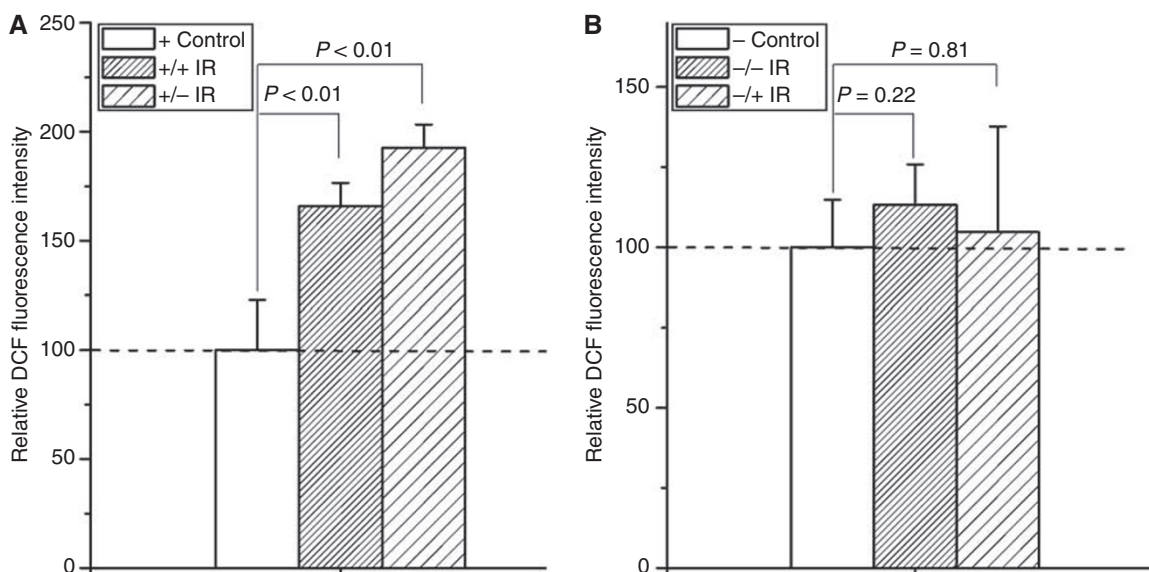 A
Relative DCF fluorescence intensity
250
200
150
100
50
0
+ Control
+/+ IR
+/− IR
P < 0.01
P < 0.01
B
Relative DCF fluorescence intensity
150
100
50
0
− Control
−/− IR
−/+ IR
P = 0.81
P = 0.22